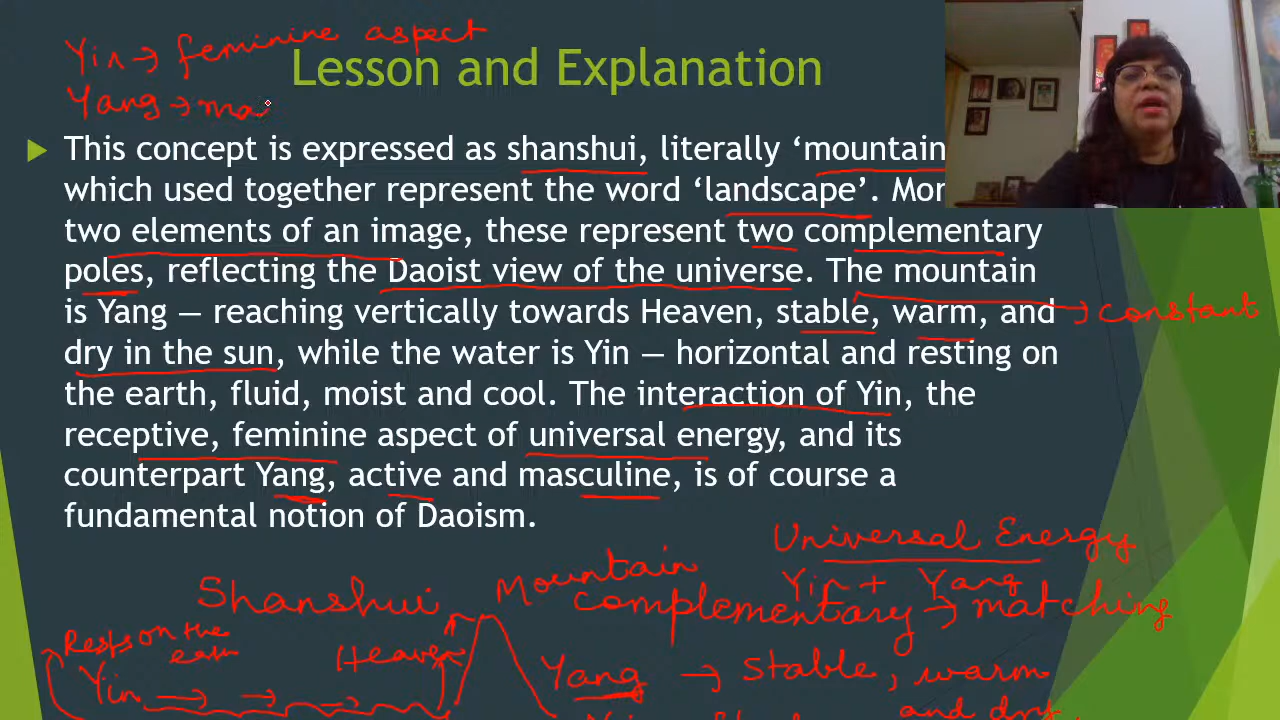 Yin → feminine aspect
Lesson and Explanation
Yang → ma
This concept is expressed as shanshui, literally ‘mountain
which used together represent the word ‘landscape’. Mor
two elements of an image, these represent two complementary
poles, reflecting the Daoist view of the universe. The mountain
is Yang — reaching vertically towards Heaven, stable, warm, and → constant
dry in the sun, while the water is Yin — horizontal and resting on
the earth, fluid, moist and cool. The interaction of Yin, the
receptive, feminine aspect of universal energy, and its
counterpart Yang, active and masculine, is of course a
fundamental notion of Daoism.
Universal Energy
Yin + Yang
Shanshui
Mountain
complementary → matching
Rests on the
earth
Heaven
Yin → → →
Yang → Stable, warm
and dry